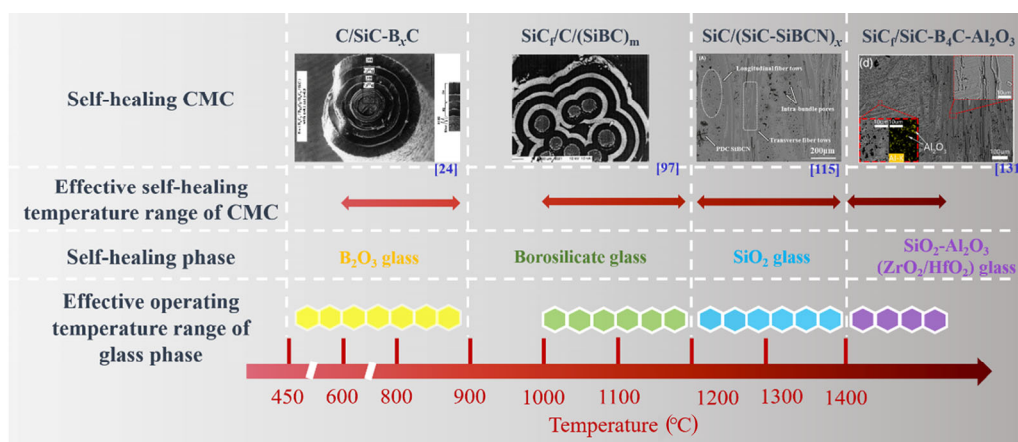 C/SiC-BₓC
SiC_f/C/(SiBC)_m
SiC/(SiC-SiBCN)ₓ
SiC_f/SiC-B₄C-Al₂O₃
Self-healing CMC
Longitudinal fiber tows
Intra-bundle pores
PDC SiBCN
Transverse fiber tows
200μm
(d)
[24]
[97]
[115]
[131
Effective self-healing
temperature range of CMC
Self-healing phase
B₂O₃ glass
Borosilicate glass
SiO₂ glass
SiO₂-Al₂O₃
(ZrO₂/HfO₂) glass
Effective operating
temperature range of
glass phase
450 600 800 900 1000 1100 1200 1300 1400
Temperature (°C)